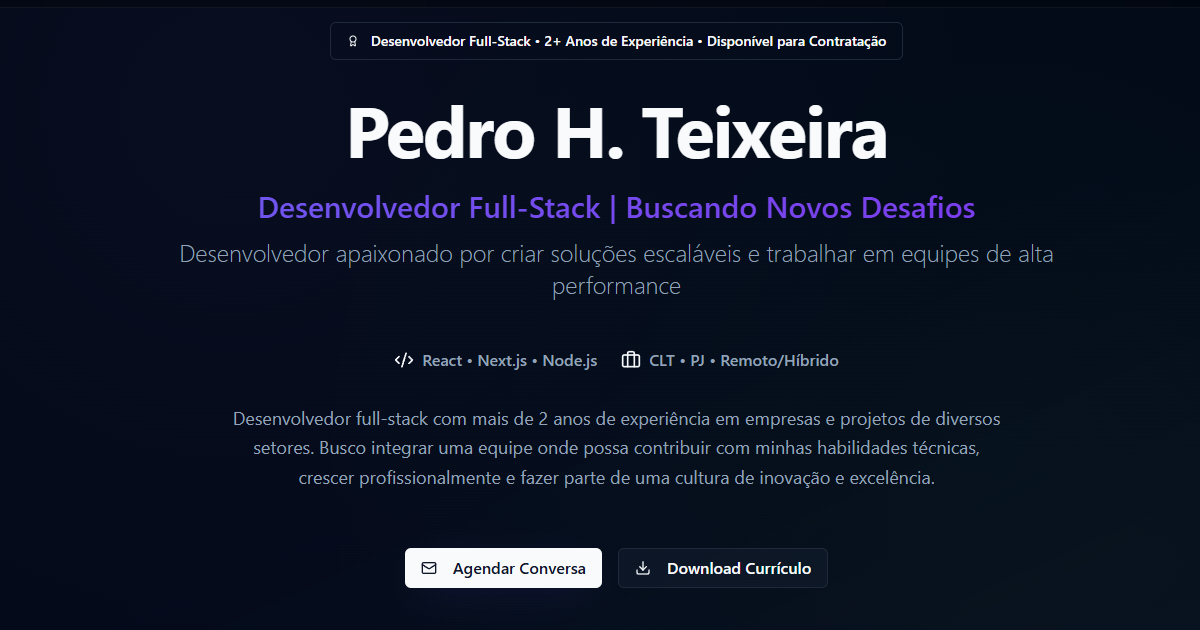 Desenvolvedor Full-Stack • 2+ Anos de Experiência • Disponível para Contratação
Pedro H. Teixeira
Desenvolvedor Full-Stack | Buscando Novos Desafios
Desenvolvedor apaixonado por criar soluções escaláveis e trabalhar em equipes de alta
performance
React • Next.js • Node.js
CLT • PJ • Remoto/Híbrido
Desenvolvedor full-stack com mais de 2 anos de experiência em empresas e projetos de diversos
setores. Busco integrar uma equipe onde possa contribuir com minhas habilidades técnicas,
crescer profissionalmente e fazer parte de uma cultura de inovação e excelência.
Agendar Conversa
Download Currículo